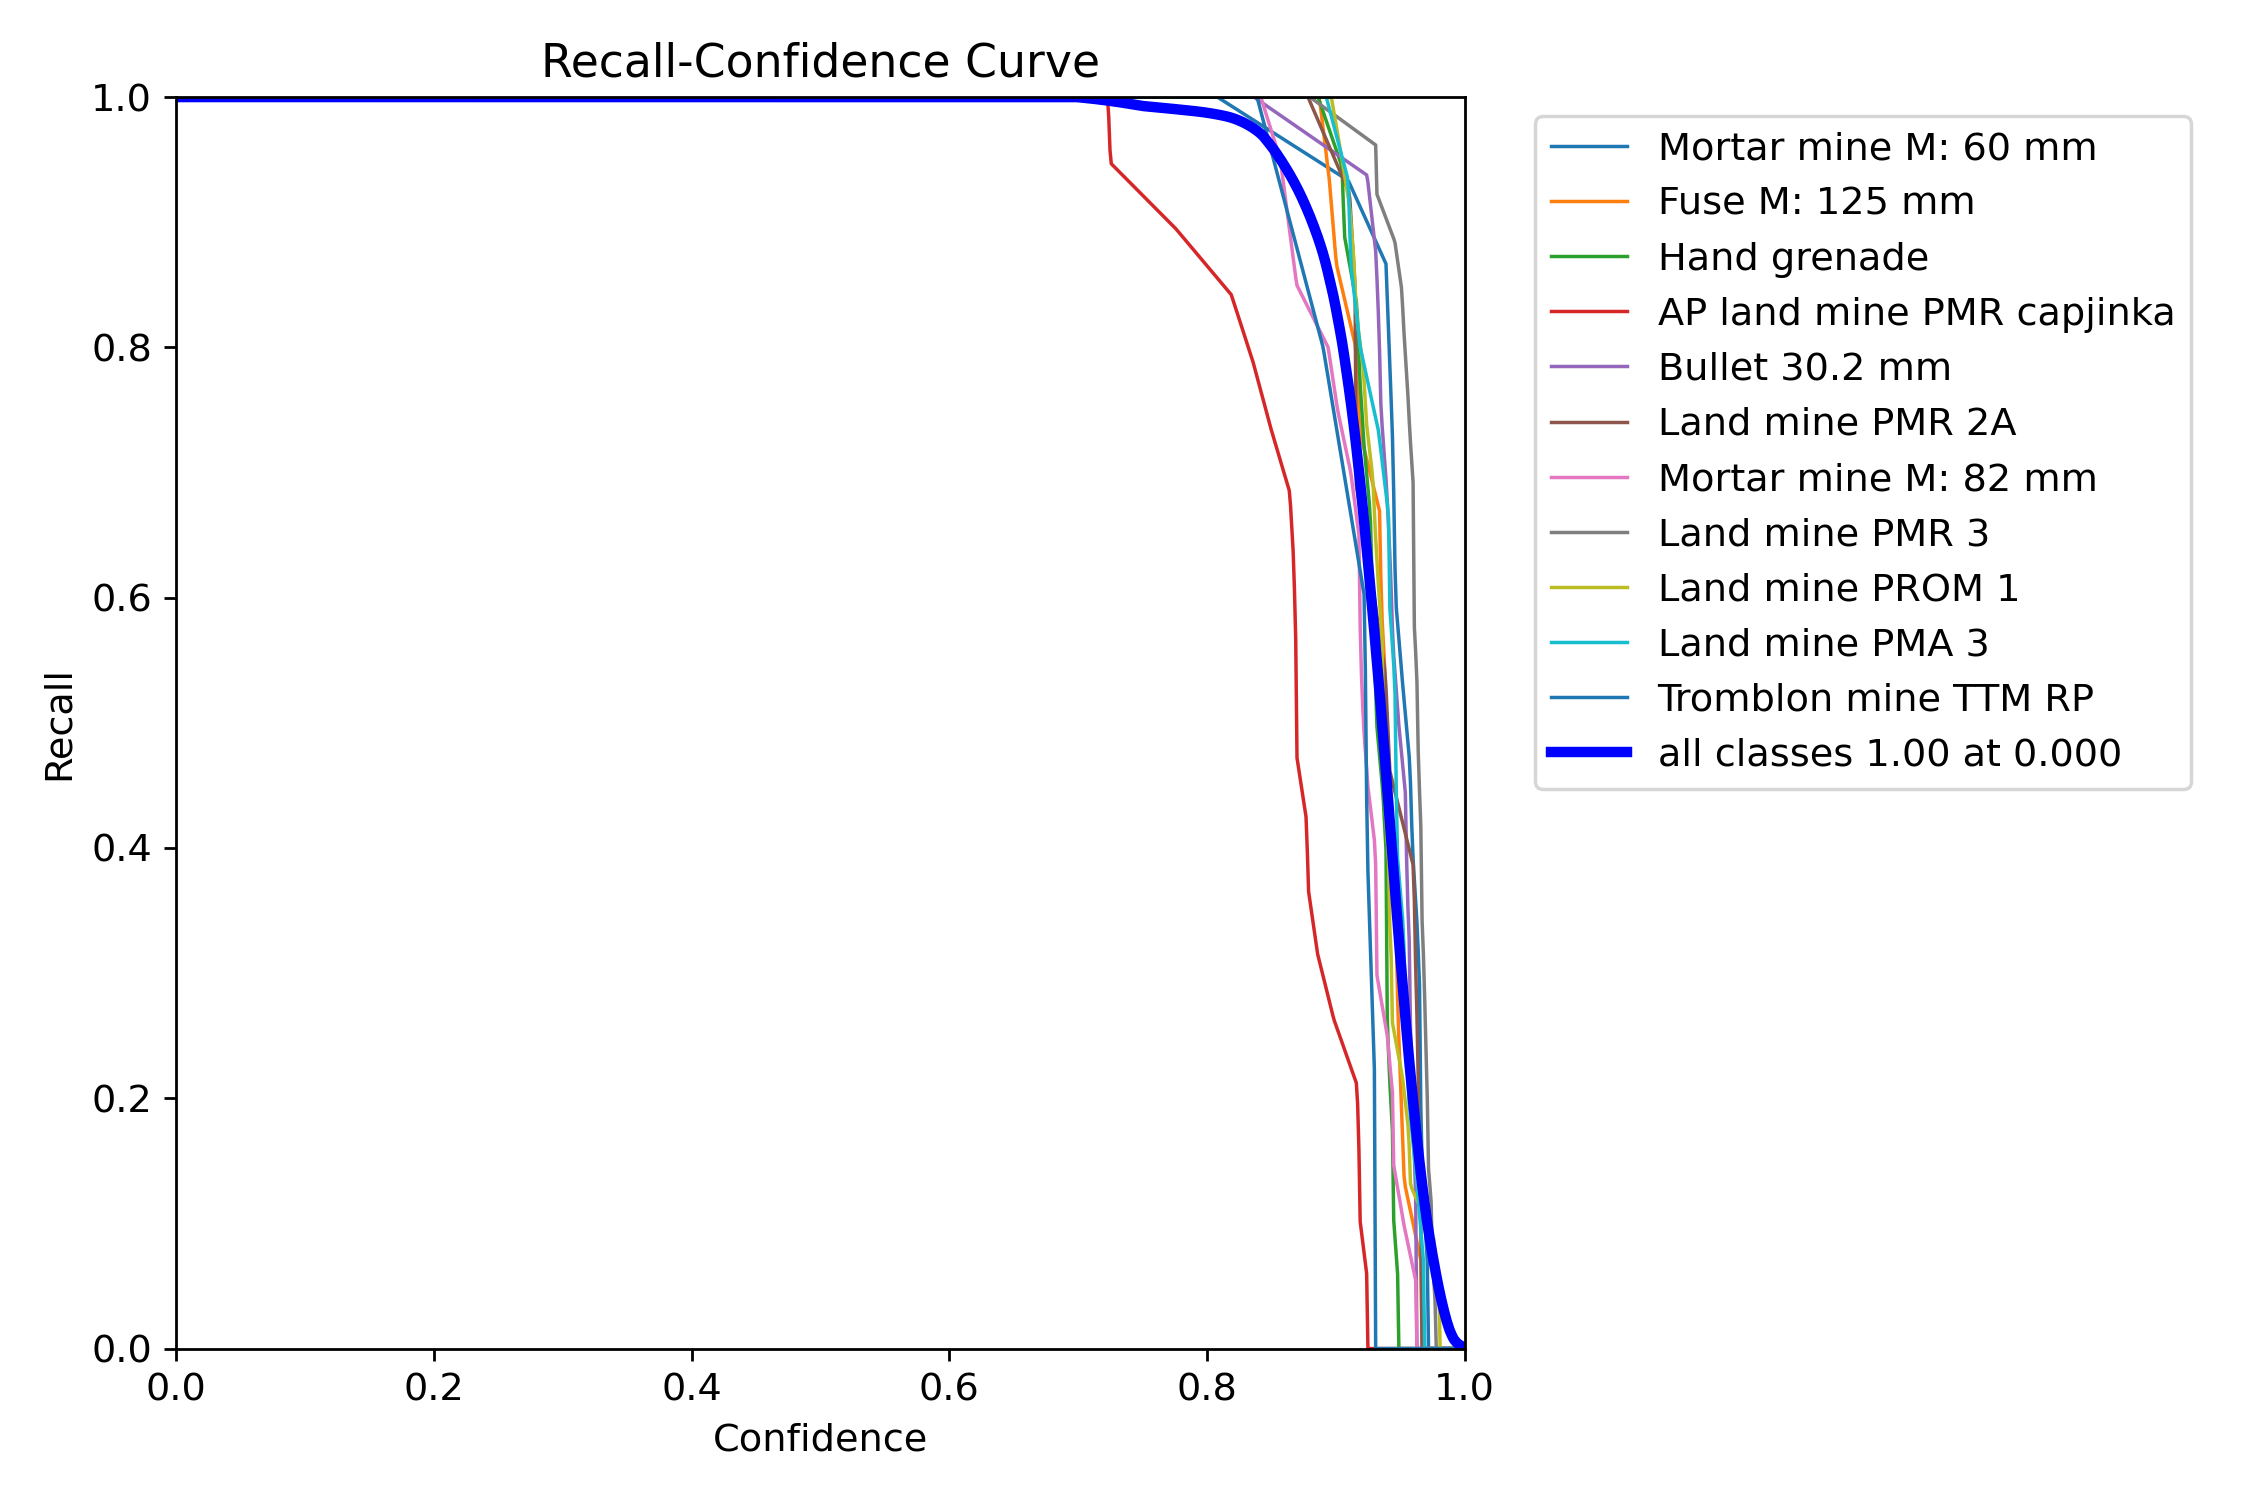 Recall-Confidence Curve
1.0
0.8
0.6
0.4
0.2
0.0
Recall
0.0 0.2 0.4 0.6 0.8 1.0
Confidence
Mortar mine M: 60 mm
Fuse M: 125 mm
Hand grenade
AP land mine PMR capjinka
Bullet 30.2 mm
Land mine PMR 2A
Mortar mine M: 82 mm
Land mine PMR 3
Land mine PROM 1
Land mine PMA 3
Tromblon mine TTM RP
all classes 1.00 at 0.000